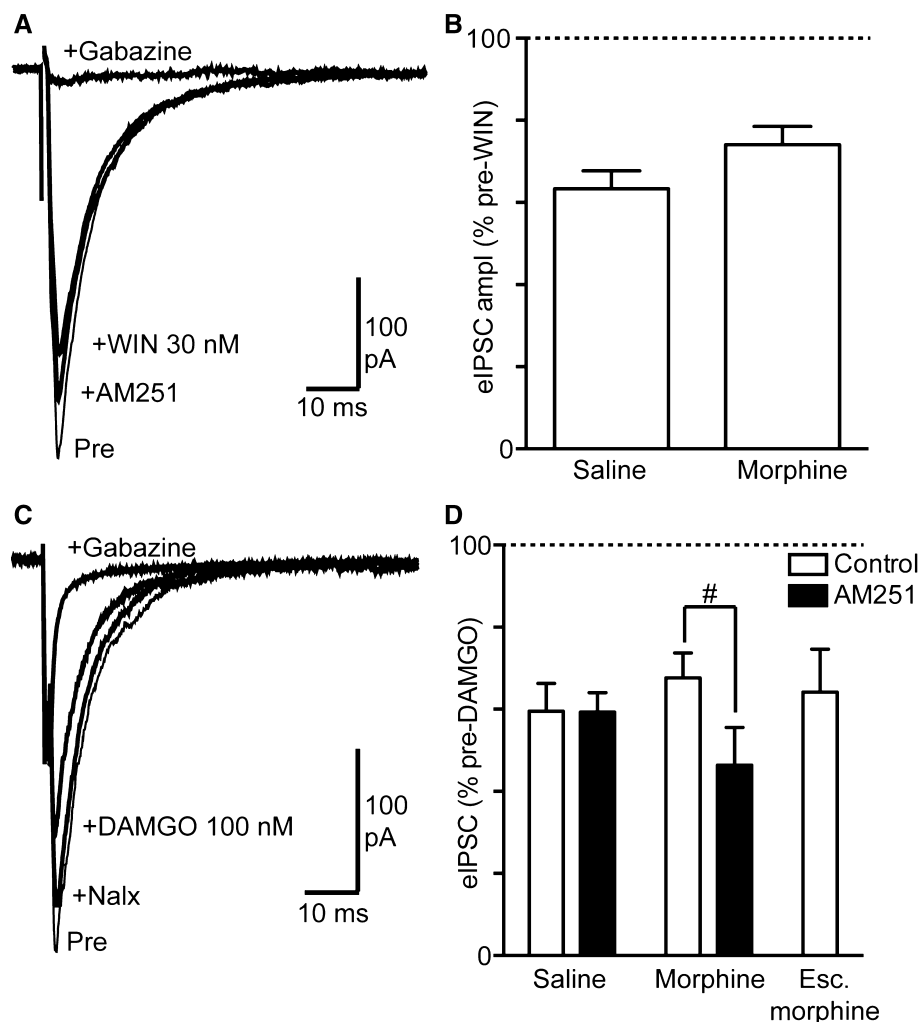 A
+Gabazine
+WIN 30 nM
+AM251
Pre
100
pA
10 ms
B
100
eIPSC ampl (% pre-WIN)
0
Saline
Morphine
C
+Gabazine
+DAMGO 100 nM
+Nalx
Pre
100
pA
10 ms
D
100
Control
AM251
#
eIPSC (% pre-DAMGO)
0
Saline
Morphine
Esc.
morphine